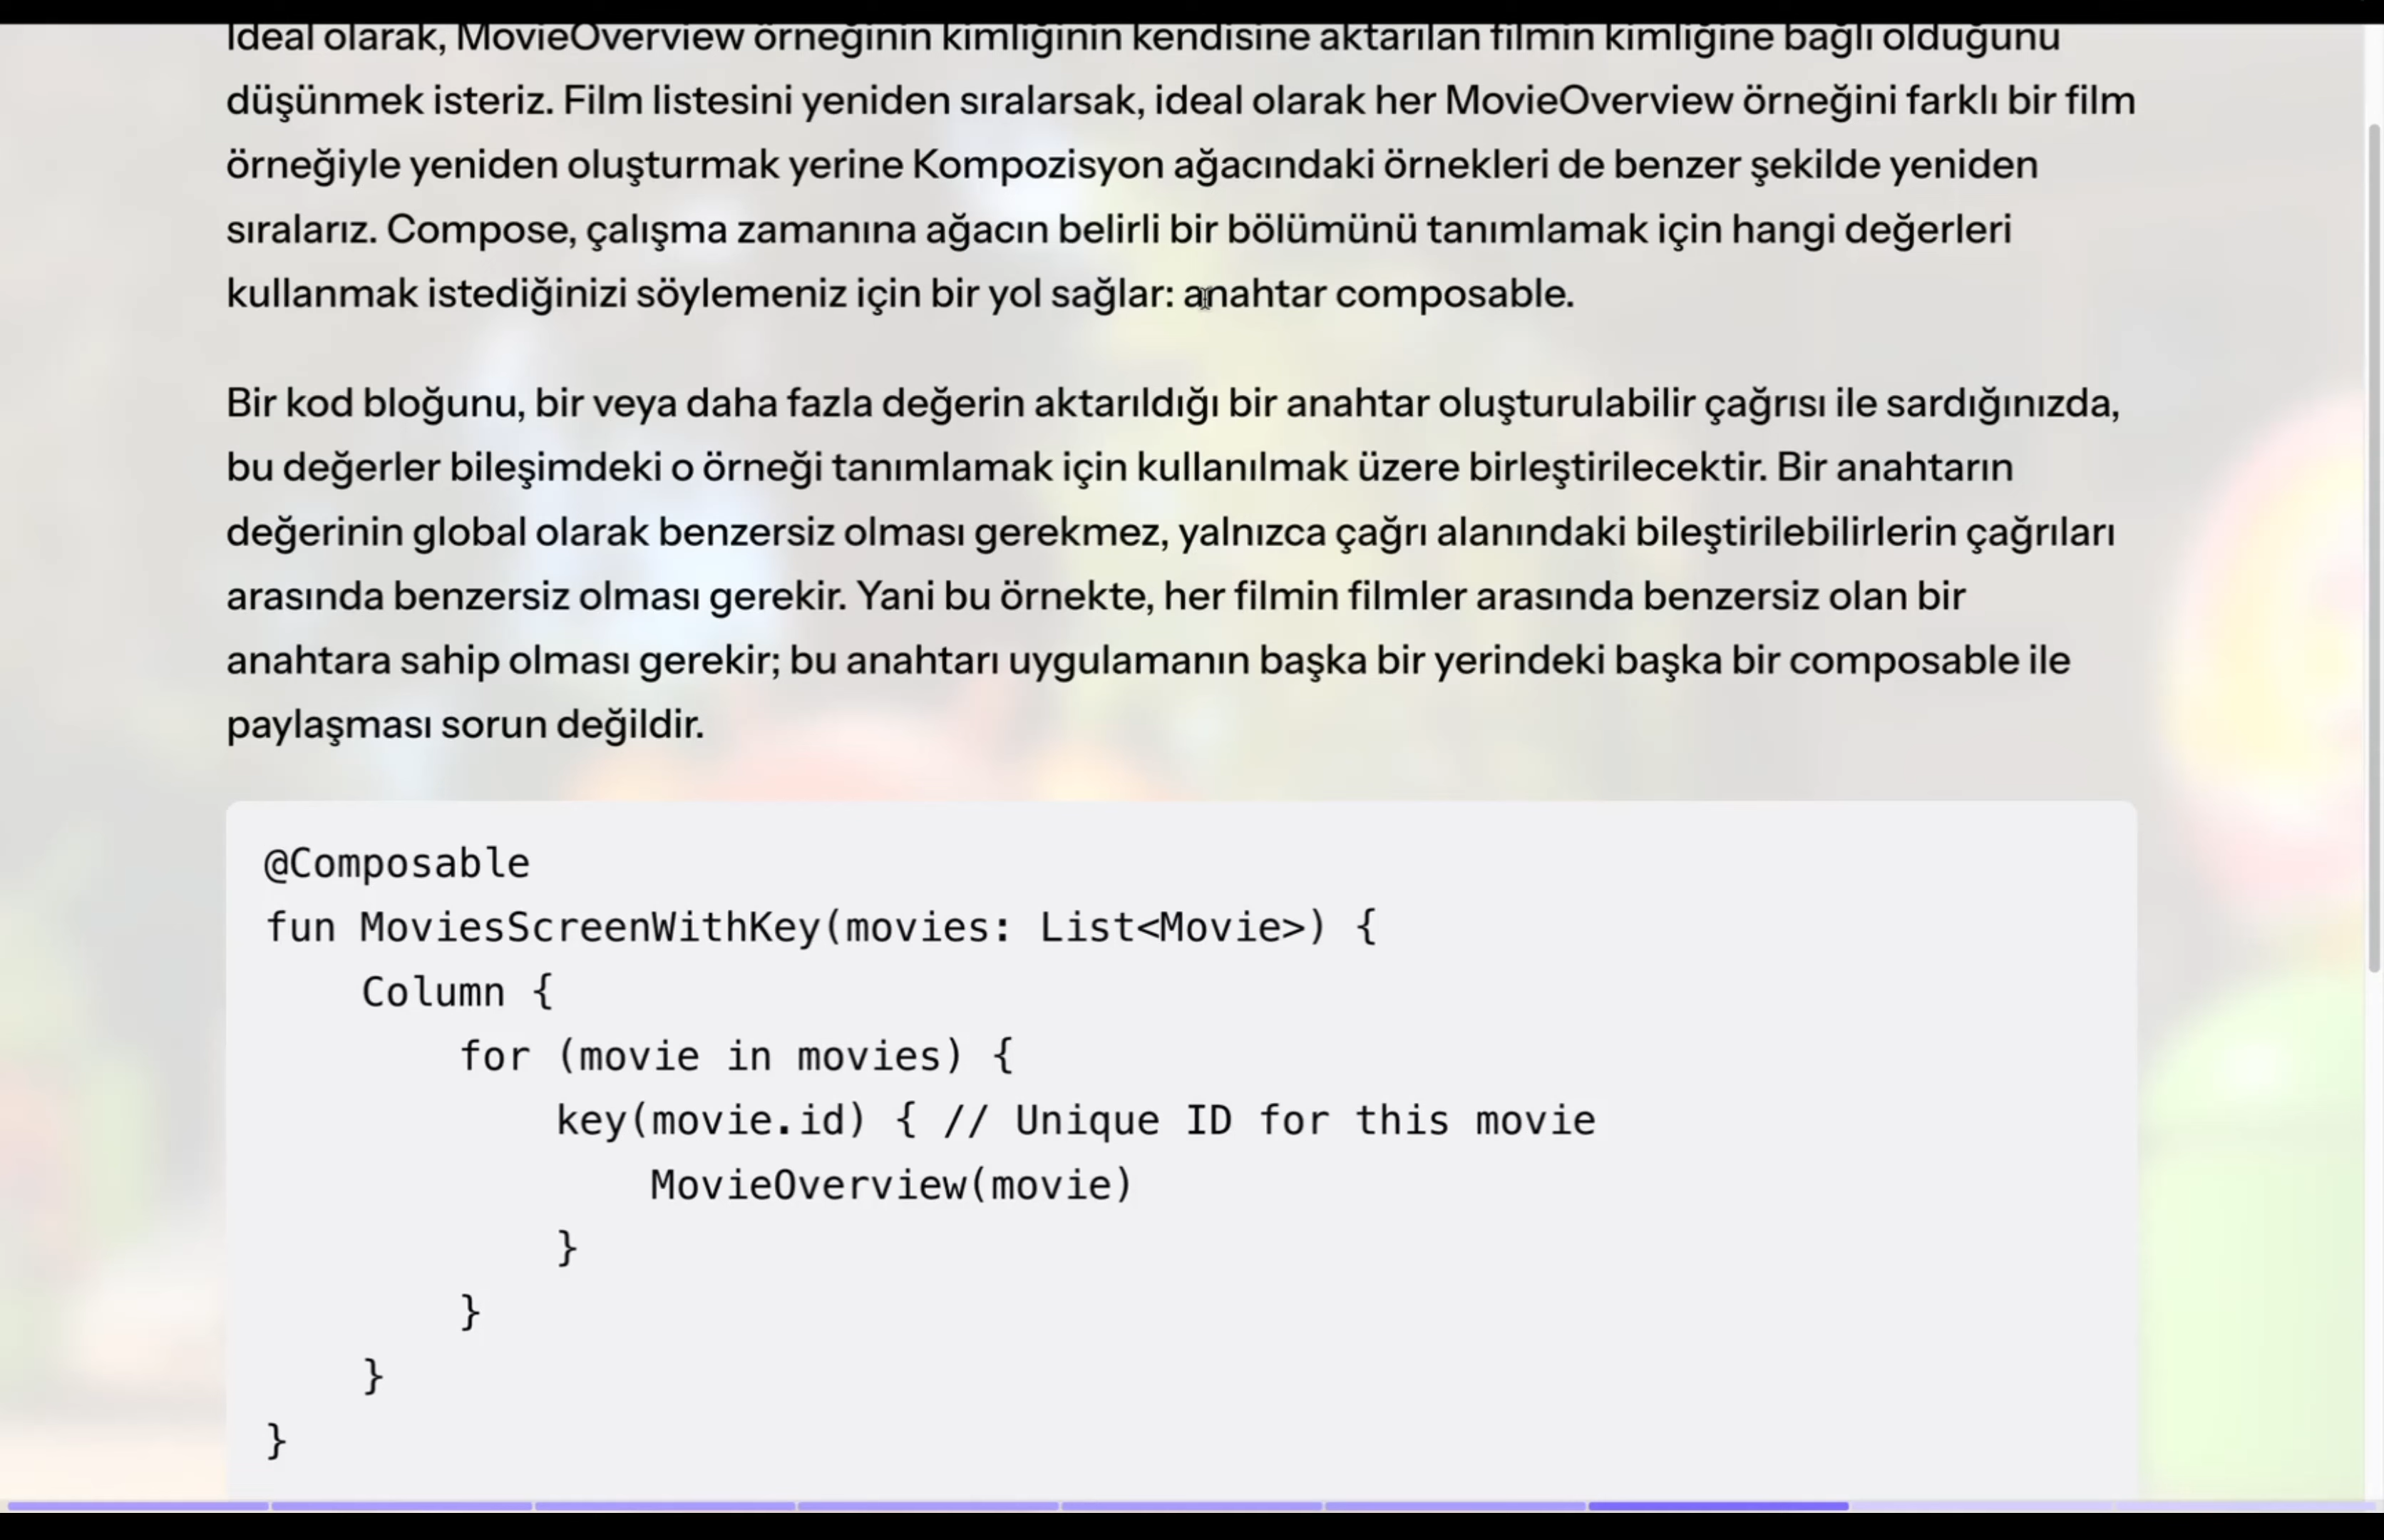 Ideal olarak, MovieOverview örneğinin kimliğinin kendisine aktarılan filmin kimliğine bağlı olduğunu
düşünmek isteriz. Film listesini yeniden sıralarsak, ideal olarak her MovieOverview örneğini farklı bir film
örneğiyle yeniden oluşturmak yerine Kompozisyon ağacındaki örnekleri de benzer şekilde yeniden
sıralarız. Compose, çalışma zamanına ağacın belirli bir bölümünü tanımlamak için hangi değerleri
kullanmak istediğinizi söylemeniz için bir yol sağlar: anahtar composable.
Bir kod bloğunu, bir veya daha fazla değerin aktarıldığı bir anahtar oluşturulabilir çağrısı ile sardığınızda,
bu değerler bileşimdeki o örneği tanımlamak için kullanılmak üzere birleştirilecektir. Bir anahtarın
değerinin global olarak benzersiz olması gerekmez, yalnızca çağrı alanındaki bileştirilebilirlerin çağrıları
arasında benzersiz olması gerekir. Yani bu örnekte, her filmin filmler arasında benzersiz olan bir
anahtara sahip olması gerekir; bu anahtarı uygulamanın başka bir yerindeki başka bir composable ile
paylaşması sorun değildir.
@Composable
fun MoviesScreenWithKey(movies: List<Movie>) {
    Column {
        for (movie in movies) {
            key(movie.id) { // Unique ID for this movie
                MovieOverview(movie)
            }
        }
    }
}